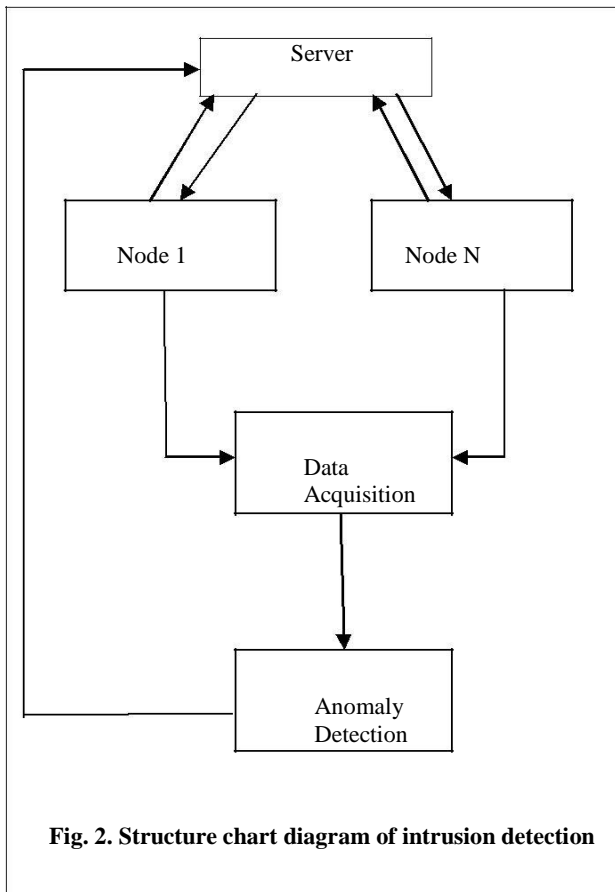 Server
Node 1
Node N
Data
Acquisition
Anomaly
Detection
Fig. 2. Structure chart diagram of intrusion detection